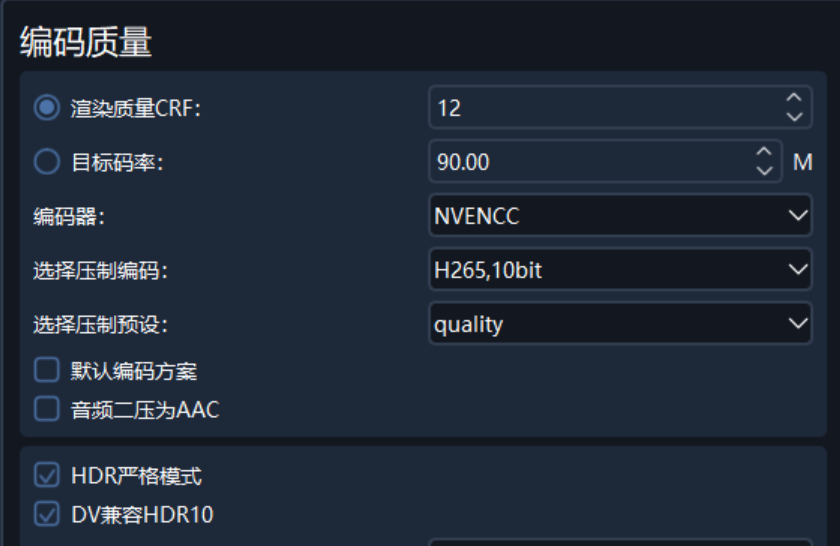 编码质量
渲染质量CRF: 12
目标码率: 90.00 M
编码器: NVENCC
选择压制编码: H265,10bit
选择压制预设: quality
默认编码方案
音频二压为AAC
HDR严格模式
DV兼容HDR10